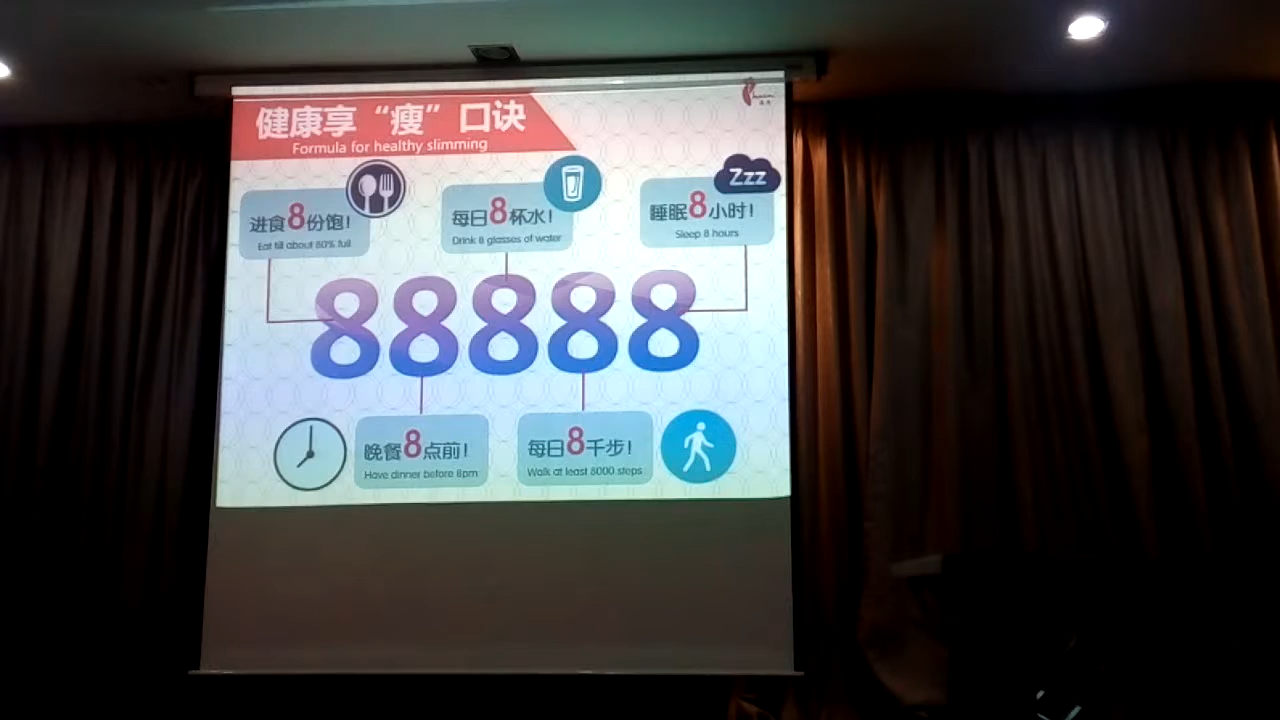 健康享“瘦”口诀
Formula for healthy slimming
进食8份饱!
Eat till about 80% full
每日8杯水!
Drink 8 glasses of water
Zzz
睡眠8小时!
Sleep 8 hours
88888
晚餐8点前!
Have dinner before 8pm
每日8千步!
Walk at least 8000 steps